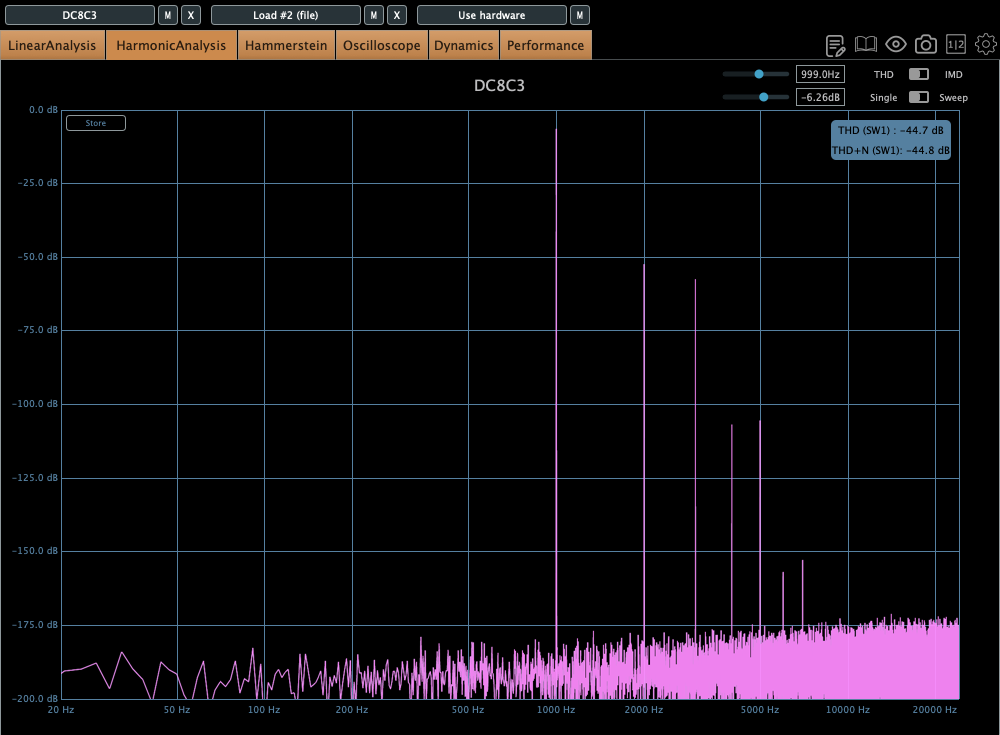 DC8C3 M X Load #2 (file) M X Use hardware M
LinearAnalysis HarmonicAnalysis Hammerstein Oscilloscope Dynamics Performance
1|2
DC8C3
999.0Hz THD IMD
-6.26dB Single Sweep
Store
THD (SW1) : -44.7 dB
THD+N (SW1): -44.8 dB
0.0 dB
-25.0 dB
-50.0 dB
-75.0 dB
-100.0 dB
-125.0 dB
-150.0 dB
-175.0 dB
-200.0 dB
20 Hz 50 Hz 100 Hz 200 Hz 500 Hz 1000 Hz 2000 Hz 5000 Hz 10000 Hz 20000 Hz